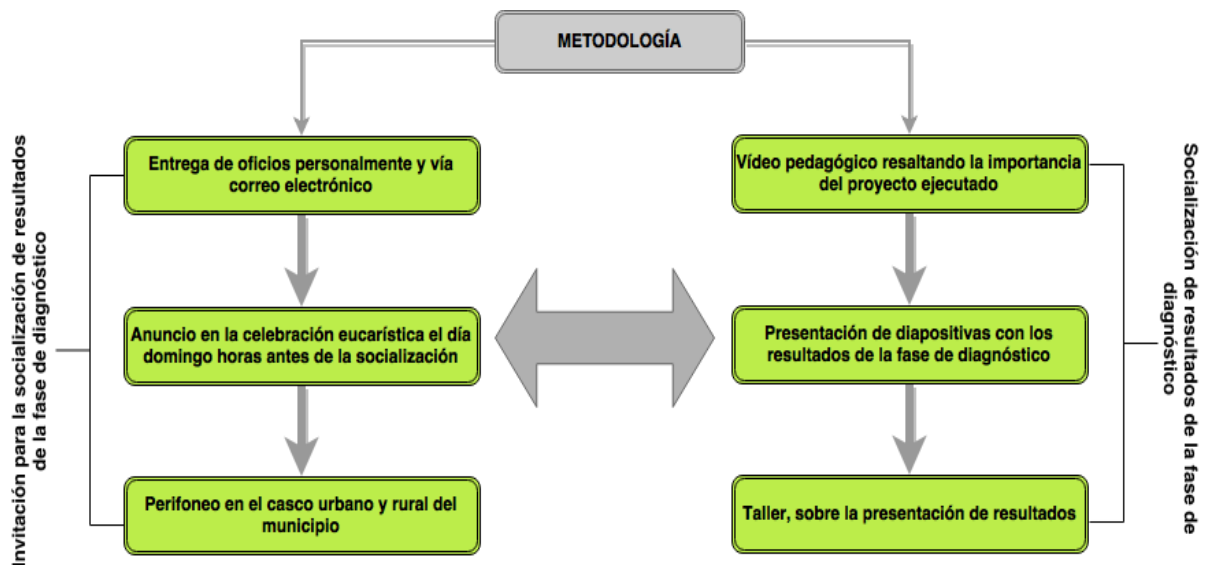 METODOLOGÍA
Invitación para la socialización de resultados
de la fase de diagnóstico
Entrega de oficios personalmente y vía
correo electrónico
Anuncio en la celebración eucarística el día
domingo horas antes de la socialización
Perifoneo en el casco urbano y rural del
municipio
Vídeo pedagógico resaltando la importancia
del proyecto ejecutado
Presentación de diapositivas con los
resultados de la fase de diagnóstico
Taller, sobre la presentación de resultados
Socialización de resultados de la fase de
diagnóstico